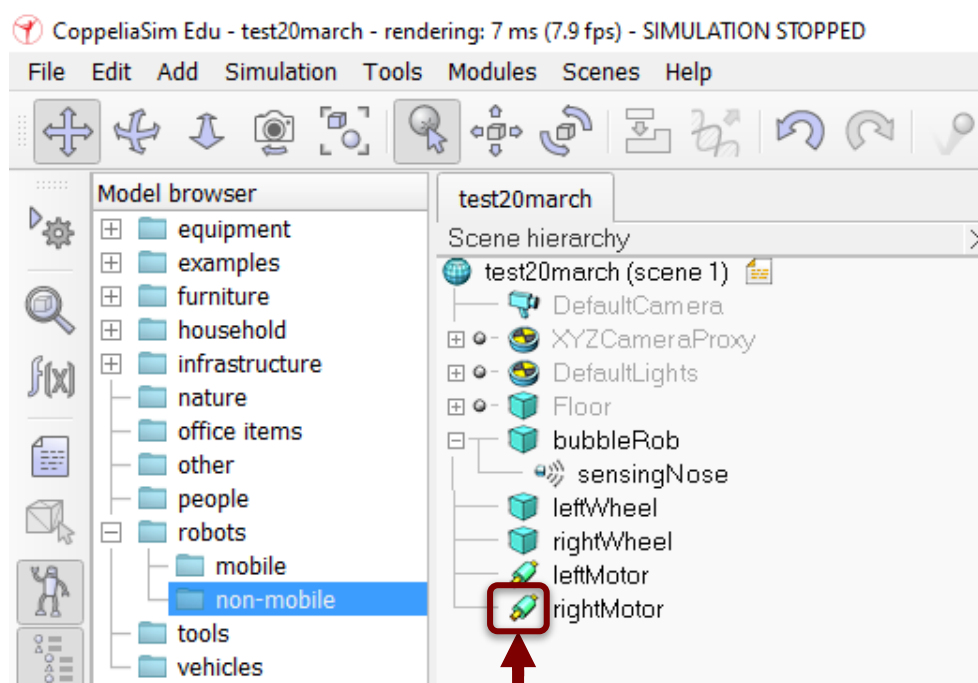 CoppeliaSim Edu - test20march - rendering: 7 ms (7.9 fps) - SIMULATION STOPPED
File Edit Add Simulation Tools Modules Scenes Help
Model browser
equipment
examples
furniture
household
infrastructure
nature
office items
other
people
robots
mobile
non-mobile
tools
vehicles
f(x)
test20march
Scene hierarchy
test20march (scene 1)
DefaultCamera
XYZCameraProxy
DefaultLights
Floor
bubbleRob
sensingNose
leftWheel
rightWheel
leftMotor
rightMotor